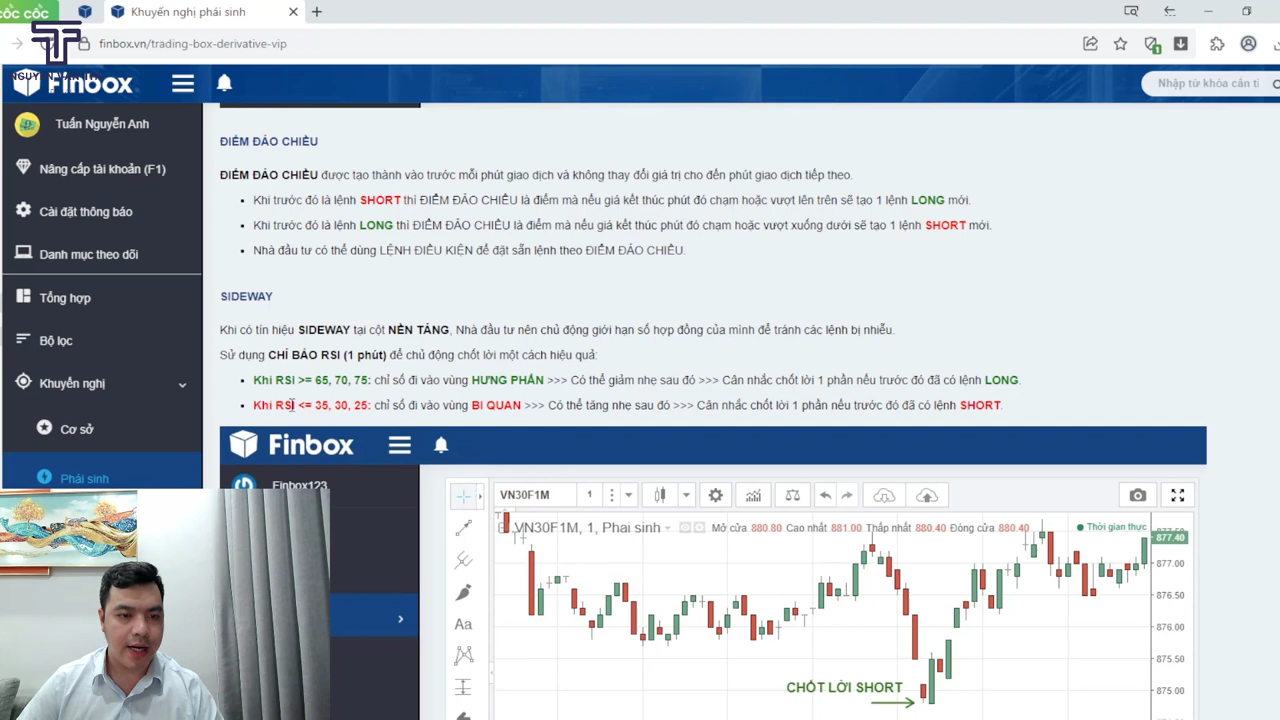 cốc cốc
Khuyến nghị phái sinh
finbox.vn/trading-box-derivative-vip
Finbox
Nhập từ khóa cần tì
Tuấn Nguyễn Anh
Nâng cấp tài khoản (F1)
Cài đặt thông báo
Danh mục theo dõi
Tổng hợp
Bộ lọc
Khuyến nghị
Cơ sở
Phái sinh
ĐIỂM ĐẢO CHIỀU
ĐIỂM ĐẢO CHIỀU được tạo thành vào trước mỗi phút giao dịch và không thay đổi giá trị cho đến phút giao dịch tiếp theo.
Khi trước đó là lệnh SHORT thì ĐIỂM ĐẢO CHIỀU là điểm mà nếu giá kết thúc phút đó chạm hoặc vượt lên trên sẽ tạo 1 lệnh LONG mới.
Khi trước đó là lệnh LONG thì ĐIỂM ĐẢO CHIỀU là điểm mà nếu giá kết thúc phút đó chạm hoặc vượt xuống dưới sẽ tạo 1 lệnh SHORT mới.
Nhà đầu tư có thể dùng LỆNH ĐIỀU KIỆN để đặt sẵn lệnh theo ĐIỂM ĐẢO CHIỀU.
SIDEWAY
Khi có tín hiệu SIDEWAY tại cột NỀN TẢNG, Nhà đầu tư nên chủ động giới hạn số hợp đồng của mình để tránh các lệnh bị nhiễu.
Sử dụng CHỈ BÁO RSI (1 phút) để chủ động chốt lời một cách hiệu quả:
Khi RSI >= 65, 70, 75: chỉ số đi vào vùng HƯNG PHẤN >>> Có thể giảm nhẹ sau đó >>> Cân nhắc chốt lời 1 phần nếu trước đó đã có lệnh LONG.
Khi RSI <= 35, 30, 25: chỉ số đi vào vùng BI QUAN >>> Có thể tăng nhẹ sau đó >>> Cân nhắc chốt lời 1 phần nếu trước đó đã có lệnh SHORT.
Finbox
Finbox123
VN30F1M
1
VN30F1M, 1, Phai sinh
Mở cửa 880.80 Cao nhất 881.00 Thấp nhất 880.40 Đóng cửa 880.40
Thời gian thực
877.40
877.00
876.50
876.00
875.50
875.00
Aa
CHỐT LỜI SHORT